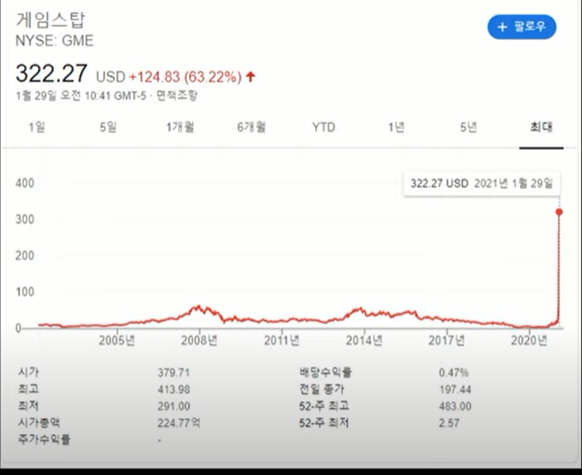 게임스탑
NYSE: GME
+ 팔로우
322.27 USD +124.83 (63.22%) ↑
1월 29일 오전 10:41 GMT-5 · 면책조항
1일 5일 1개월 6개월 YTD 1년 5년 최대
322.27 USD 2021년 1월 29일
400
300
200
100
0
2005년 2008년 2011년 2014년 2017년 2020년
시가 379.71 배당수익률 0.47%
최고 413.98 전일 종가 197.44
최저 291.00 52-주 최고 483.00
시가총액 224.77억 52-주 최저 2.57
주가수익률 -